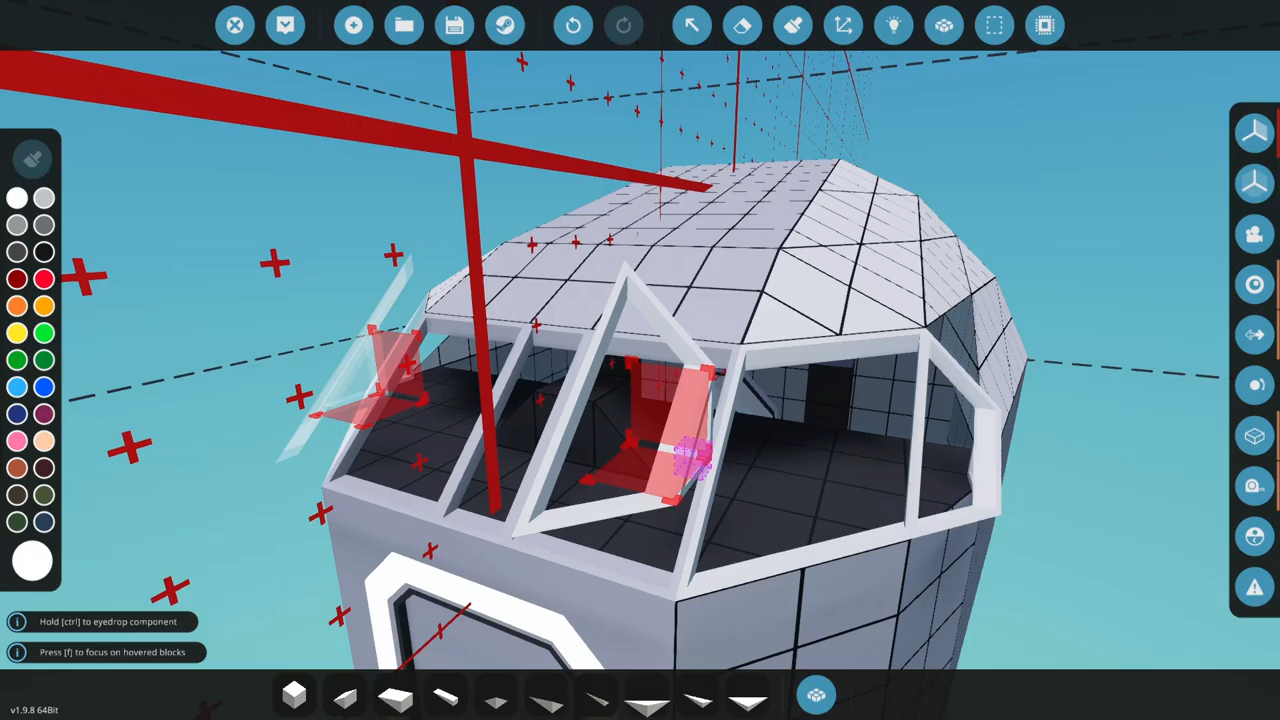 Hold [ctrl] to eyedrop component
Press [f] to focus on hovered blocks
v1.9.8 64Bit